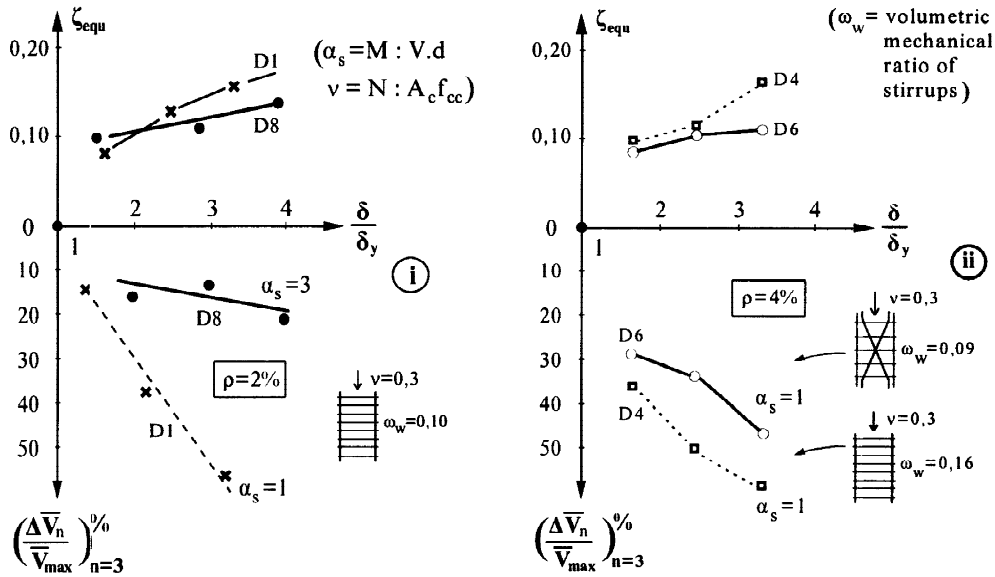 ζequ
0,20
0,10
0
D1
D8
(αs=M : V.d
ν = N : Acfcc)
1
2
3
4
δ
δy
10
20
30
40
50
αs=3
D8
i
ρ=2%
ν=0,3
ωw=0,10
D1
αs=1
(ΔV̅n / V̅max)%n=3
ζequ
0,20
0,10
0
(ωw= volumetric
mechanical
ratio of
stirrups)
D4
D6
1
2
3
4
δ
δy
10
20
30
40
50
ii
ρ=4%
ν=0,3
ωw=0,09
D6
αs=1
D4
ν=0,3
ωw=0,16
αs=1
(ΔV̅n / V̅max)%n=3